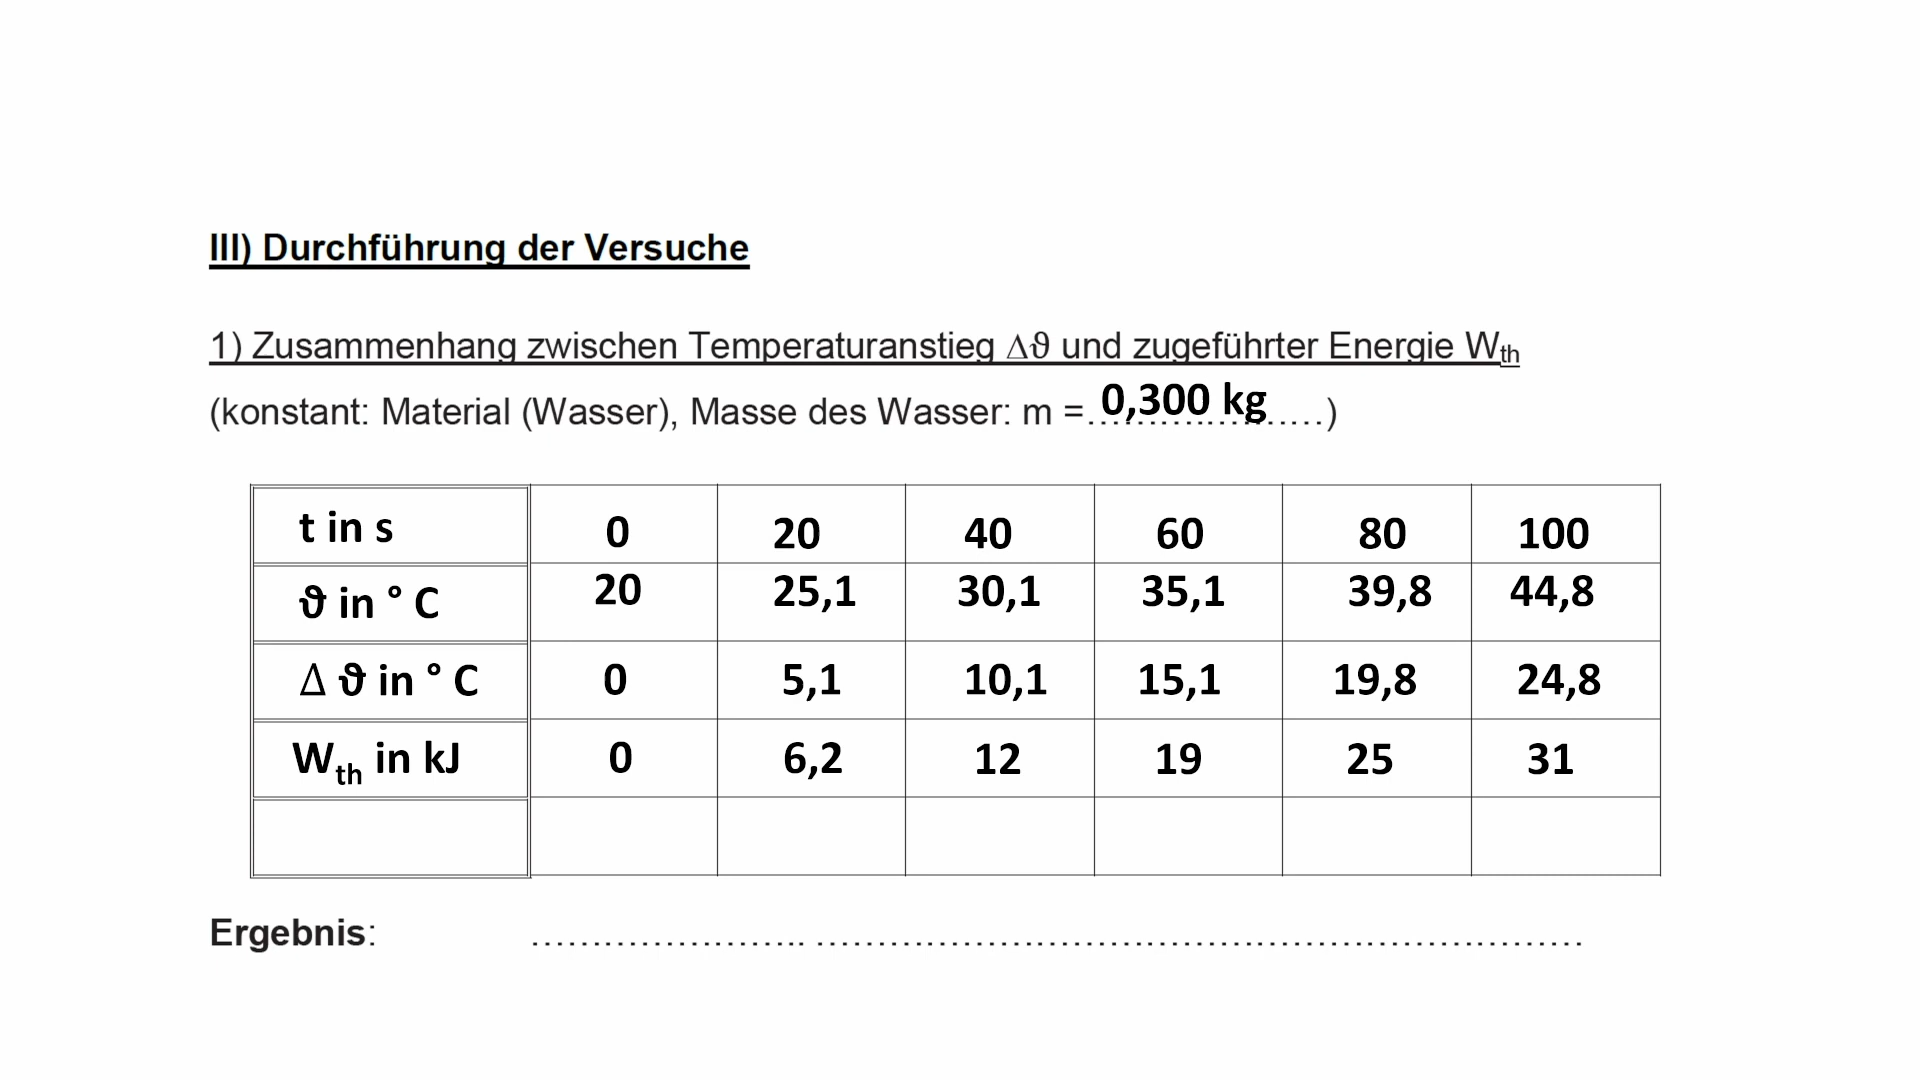 III) Durchführung der Versuche
1) Zusammenhang zwischen Temperaturanstieg Δϑ und zugeführter Energie Wth
(konstant: Material (Wasser), Masse des Wasser: m = 0,300 kg ....................)
t in s 0 20 40 60 80 100
ϑ in ° C 20 25,1 30,1 35,1 39,8 44,8
Δ ϑ in ° C 0 5,1 10,1 15,1 19,8 24,8
Wth in kJ 0 6,2 12 19 25 31
Ergebnis: ....................... ...............................................................